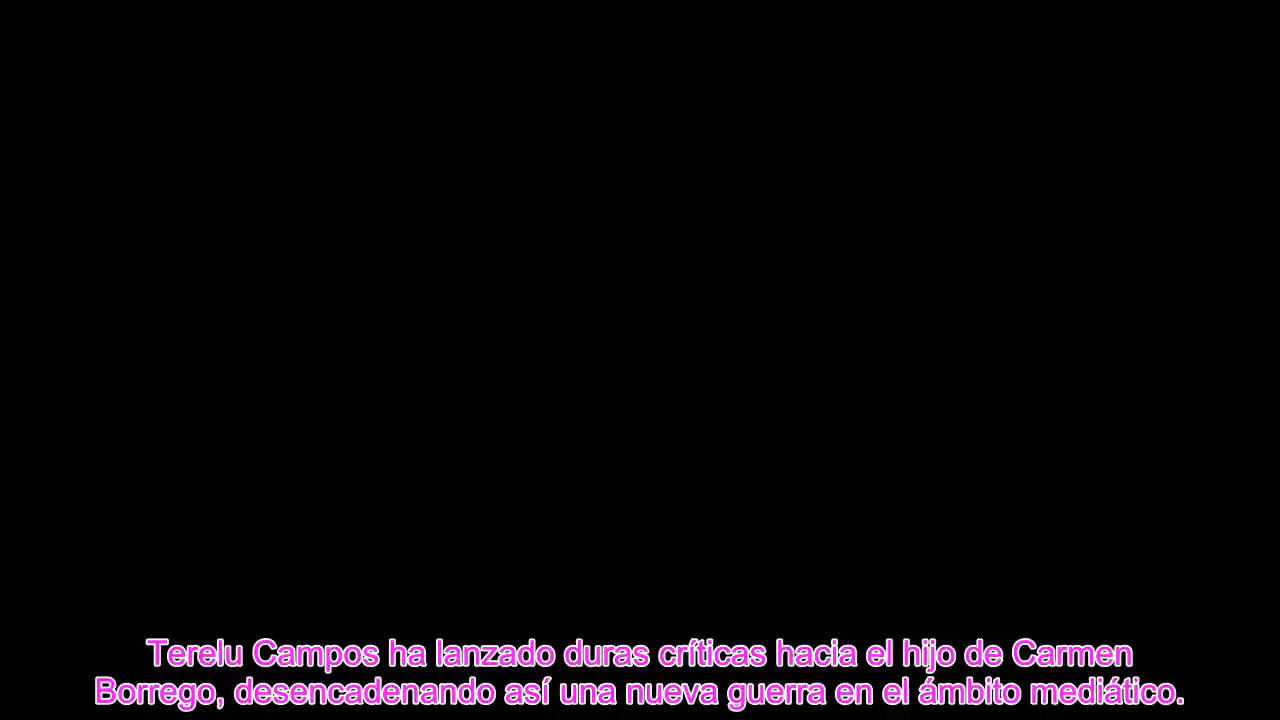 Terelu Campos ha lanzado duras críticas hacia el hijo de Carmen
Borrego, desencadenando así una nueva guerra en el ámbito mediático.